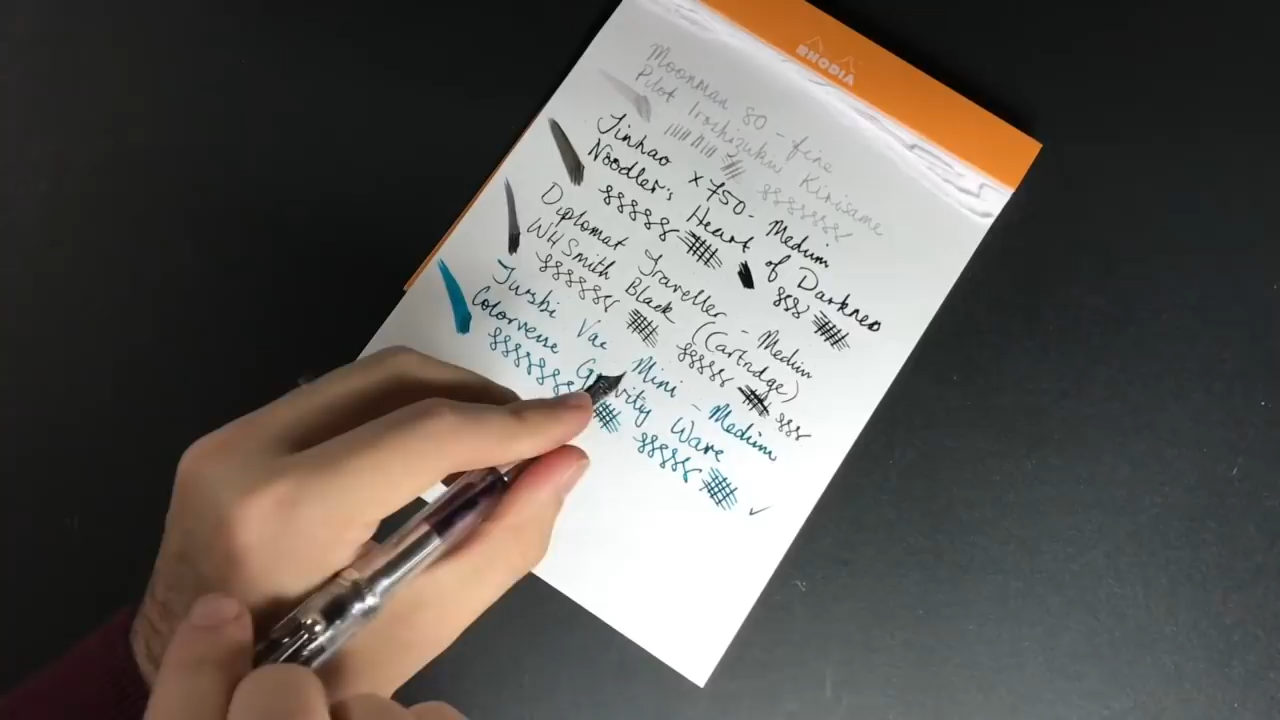 RHODIA
Moonman 80 - fine
Pilot Iroshizuku Kirisame
Jinhao x750 - Medium
Noodler's Heart of Darkness
Diplomat Traveller - Medium
WHSmith Black (Cartridge)
Twsbi Vac Mini - Medium
Colorverse Gravity Wave